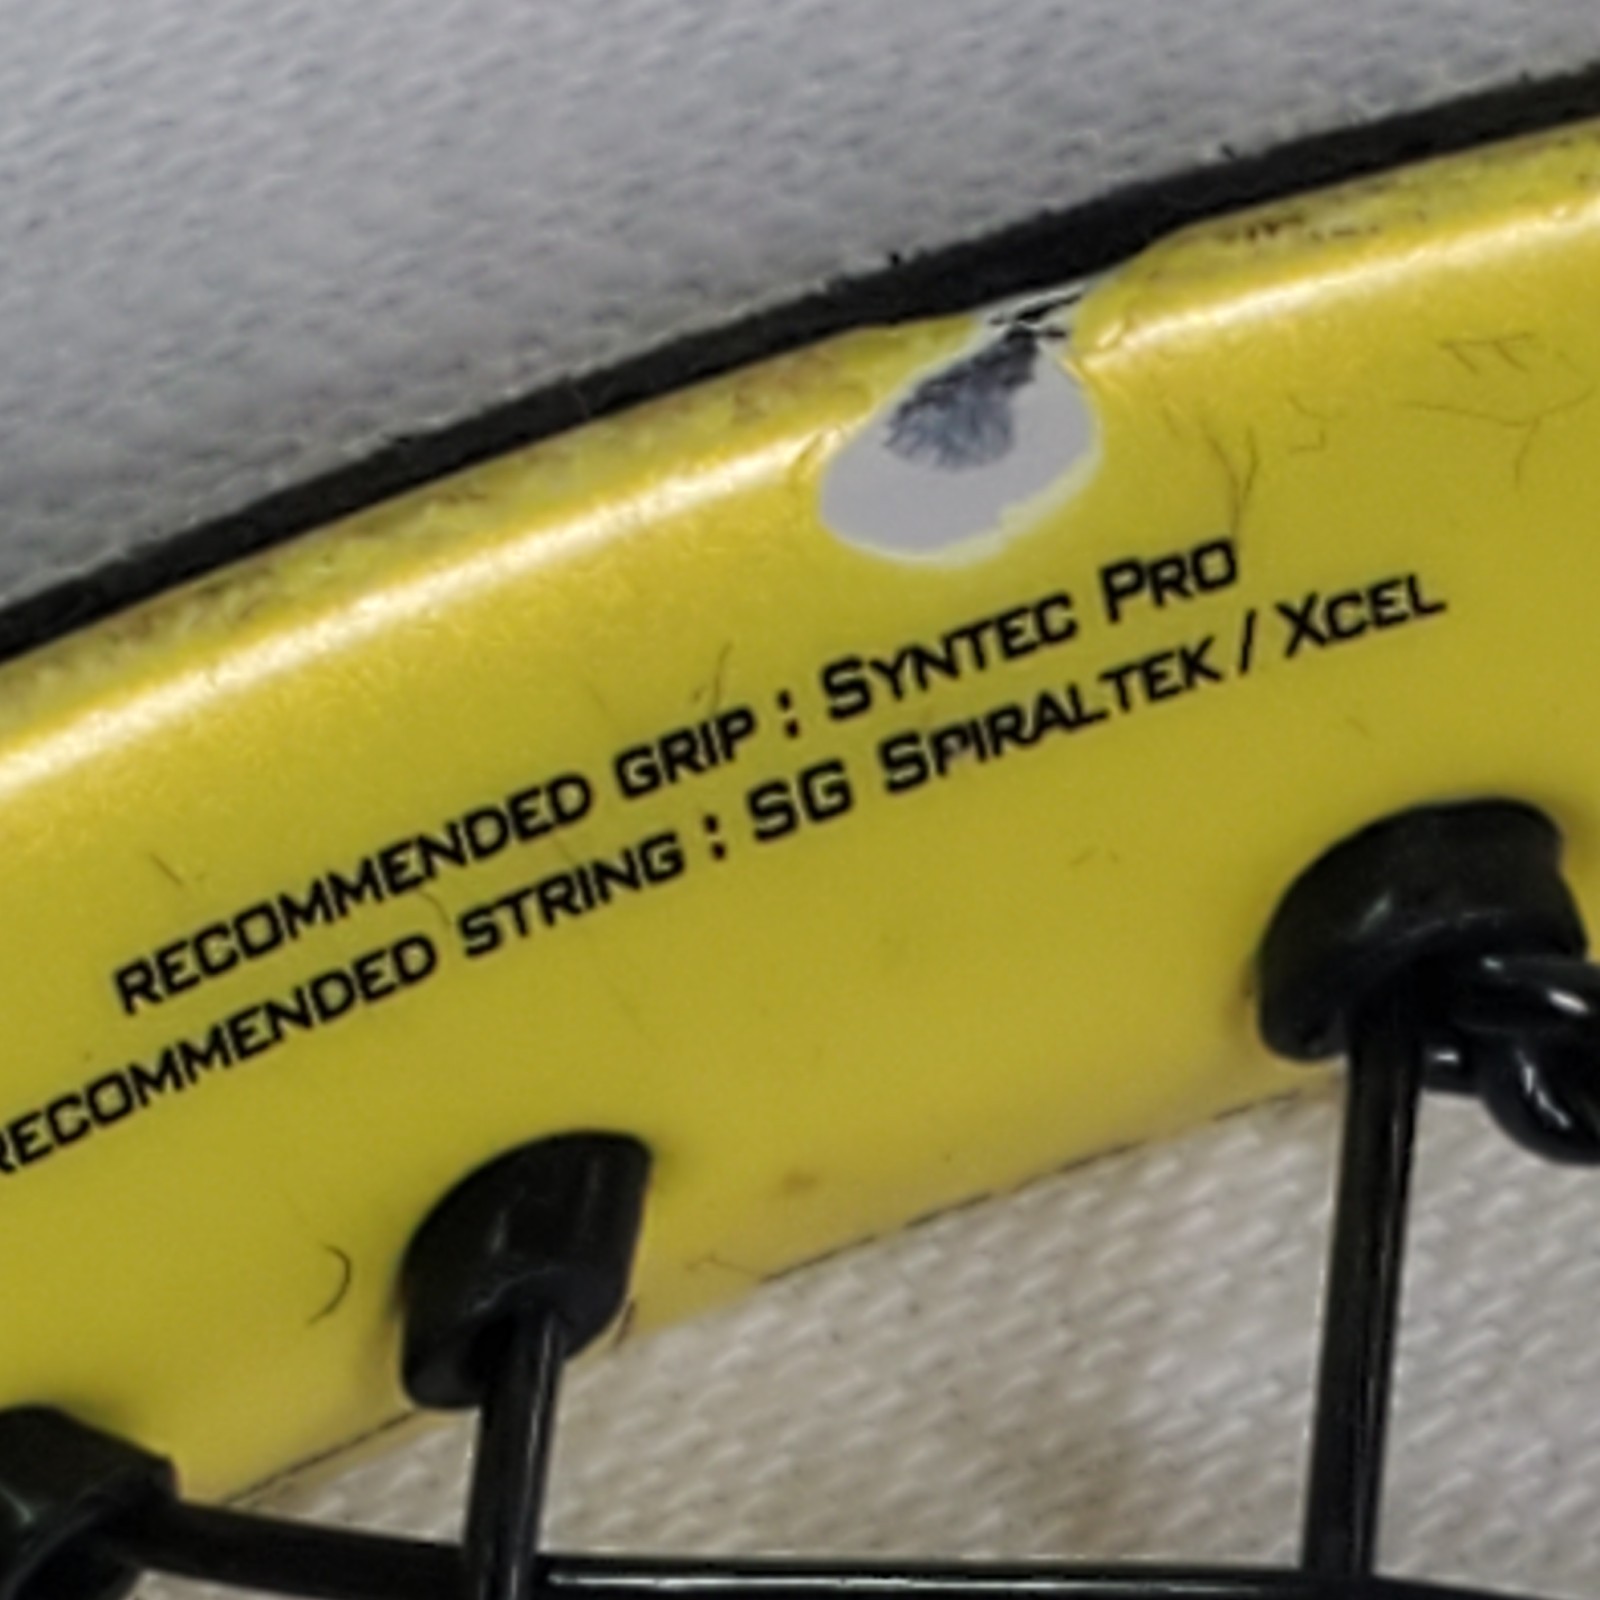 RECOMMENDED GRIP : SYNTEC PRO
RECOMMENDED STRING : SG SPIRALTEK / XCEL